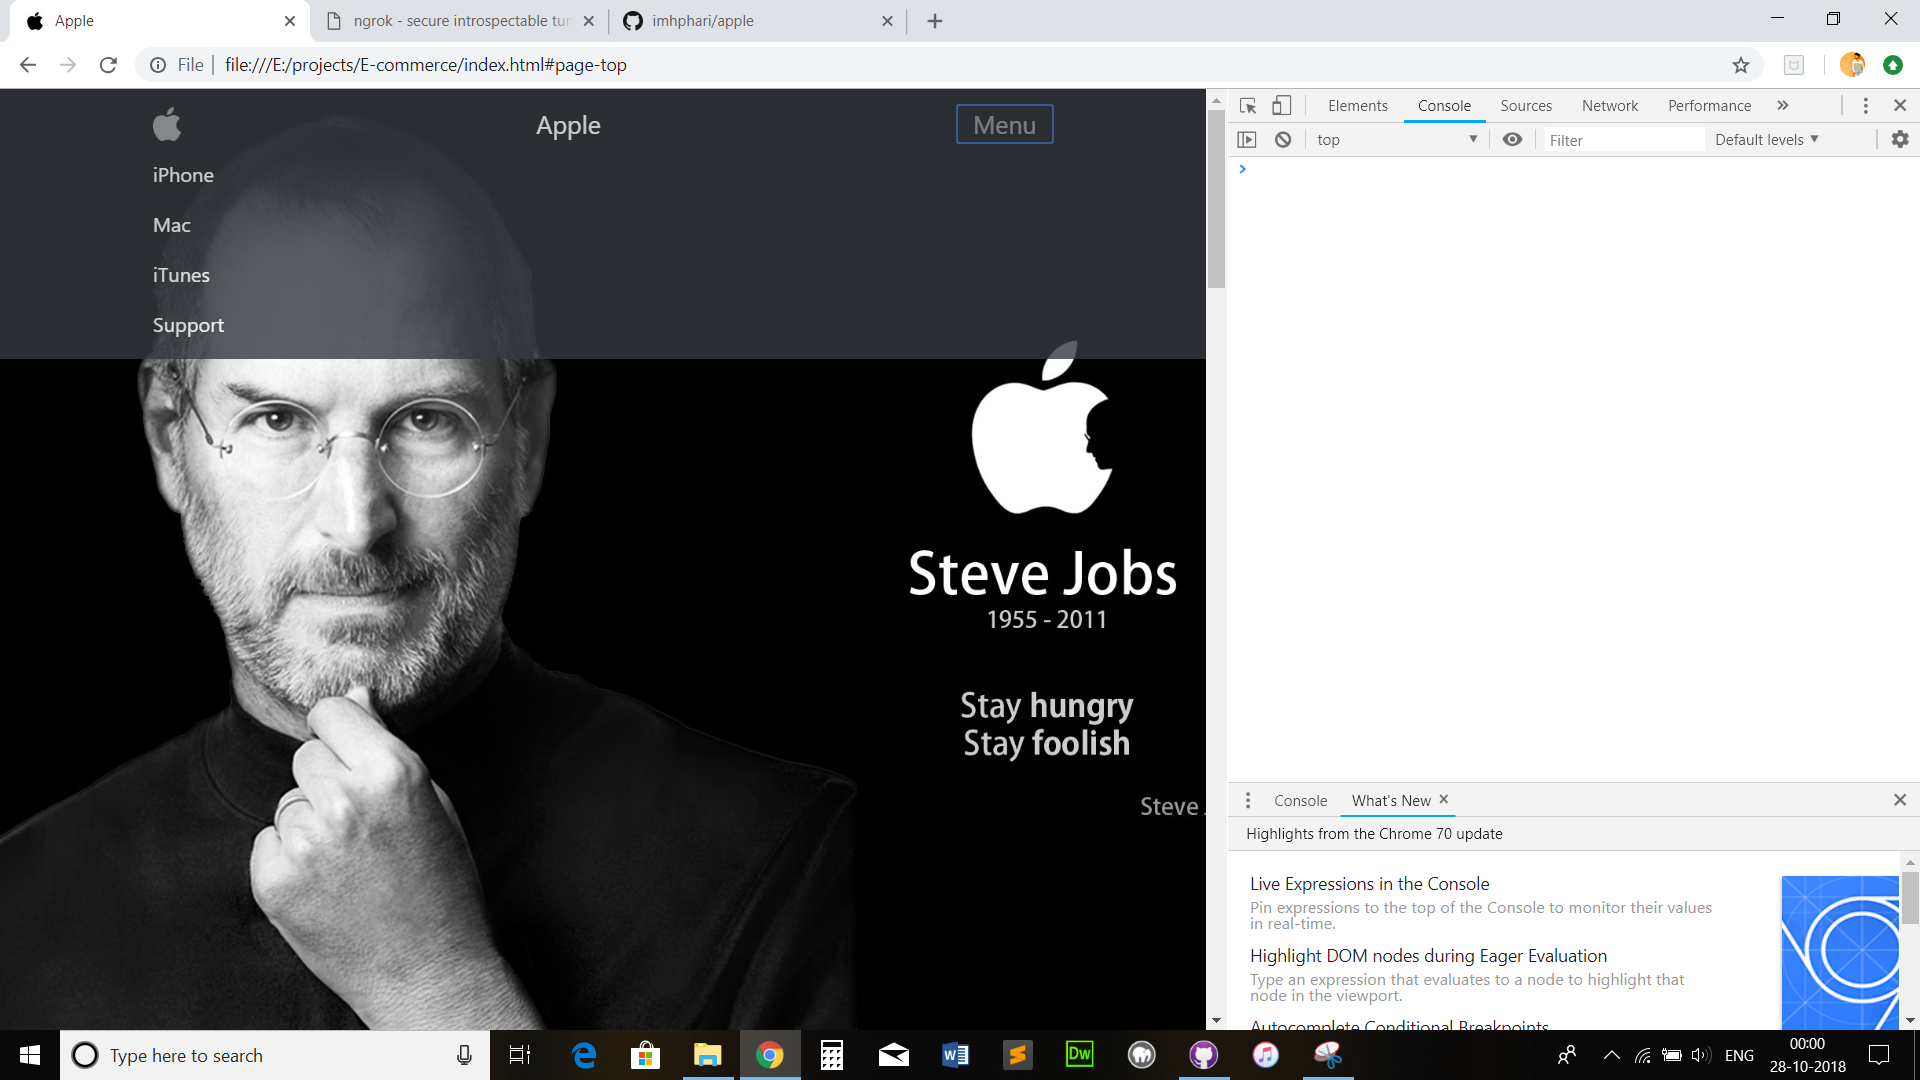 Apple
ngrok - secure introspectable tun
imhphari/apple
File
file:///E:/projects/E-commerce/index.html#page-top
Apple
Menu
iPhone
Mac
iTunes
Support
Steve Jobs
1955 - 2011
Stay hungry
Stay foolish
Steve J
Elements Console Sources Network Performance
top
Filter
Default levels
Console
What's New
Highlights from the Chrome 70 update
Live Expressions in the Console
Pin expressions to the top of the Console to monitor their values
in real-time.
Highlight DOM nodes during Eager Evaluation
Type an expression that evaluates to a node to highlight that
node in the viewport.
Autocomplete Conditional Breakpoints
Type here to search
Dw
ENG
00:00
28-10-2018